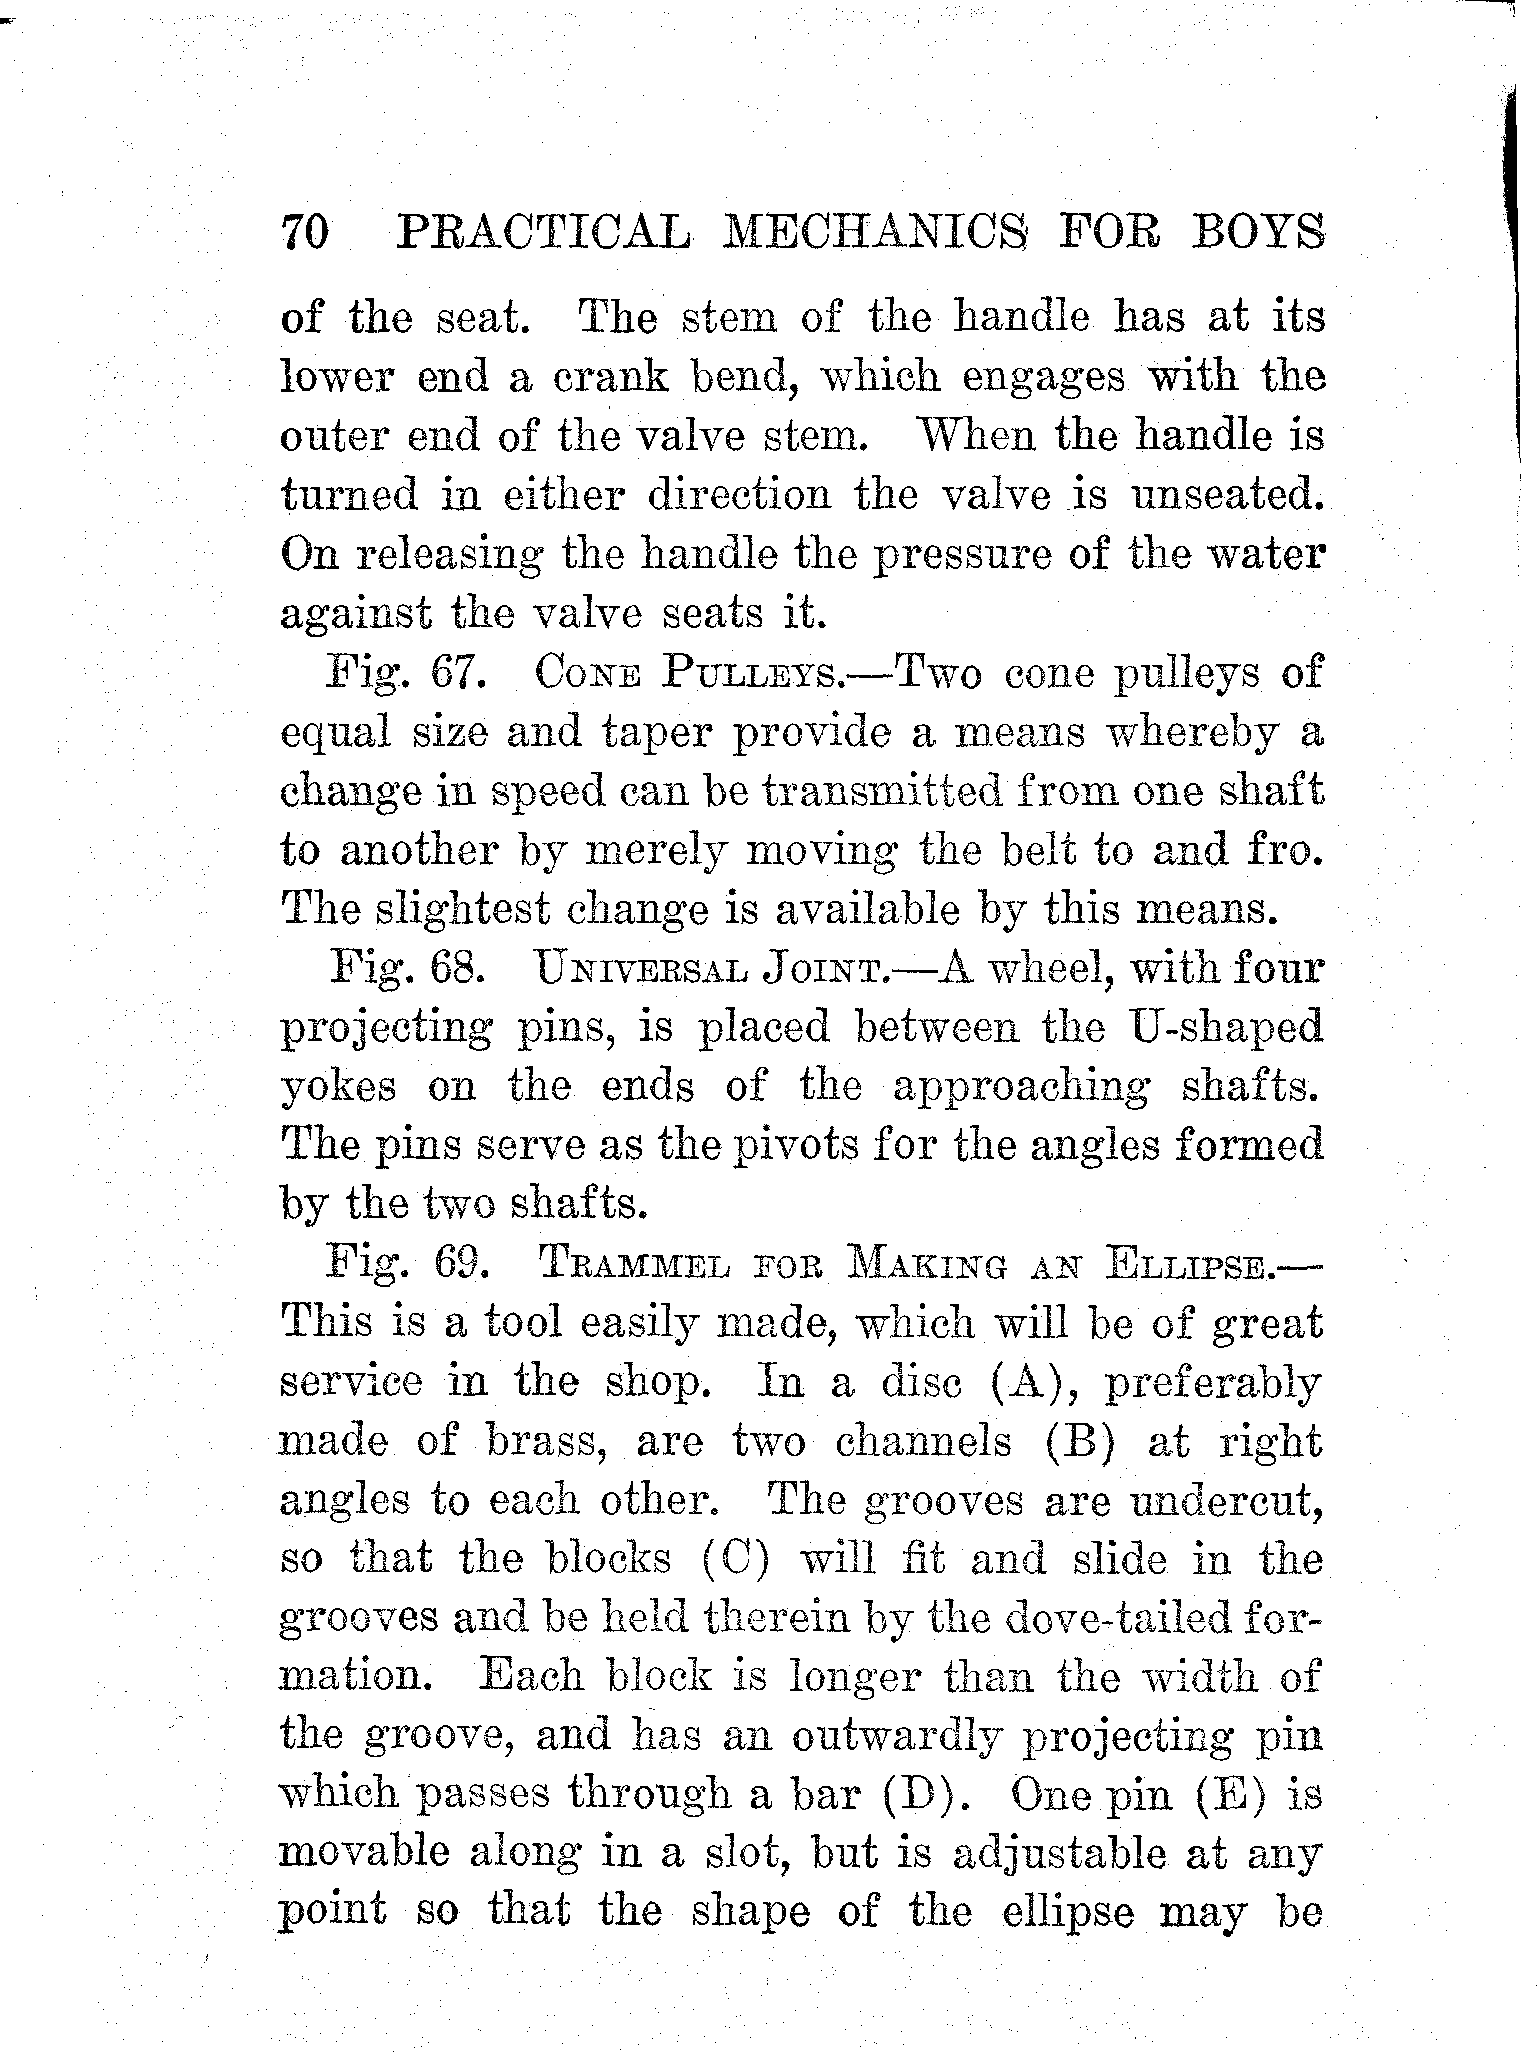 70 PRACTICAL MECHANICS FOR BOYS
of the seat. The stem of the handle has at its
lower end a crank bend, which engages with the
outer end of the valve stem. When the handle is
turned in either direction the valve is unseated.
On releasing the handle the pressure of the water
against the valve seats it.
Fig. 67. CONE PULLEYS.—Two cone pulleys of
equal size and taper provide a means whereby a
change in speed can be transmitted from one shaft
to another by merely moving the belt to and fro.
The slightest change is available by this means.
Fig. 68. UNIVERSAL JOINT.—A wheel, with four
projecting pins, is placed between the U-shaped
yokes on the ends of the approaching shafts.
The pins serve as the pivots for the angles formed
by the two shafts.
Fig. 69. TRAMMEL FOR MAKING AN ELLIPSE.—
This is a tool easily made, which will be of great
service in the shop. In a disc (A), preferably
made of brass, are two channels (B) at right
angles to each other. The grooves are undercut,
so that the blocks (C) will fit and slide in the
grooves and be held therein by the dove-tailed for-
mation. Each block is longer than the width of
the groove, and has an outwardly projecting pin
which passes through a bar (D). One pin (E) is
movable along in a slot, but is adjustable at any
point so that the shape of the ellipse may be